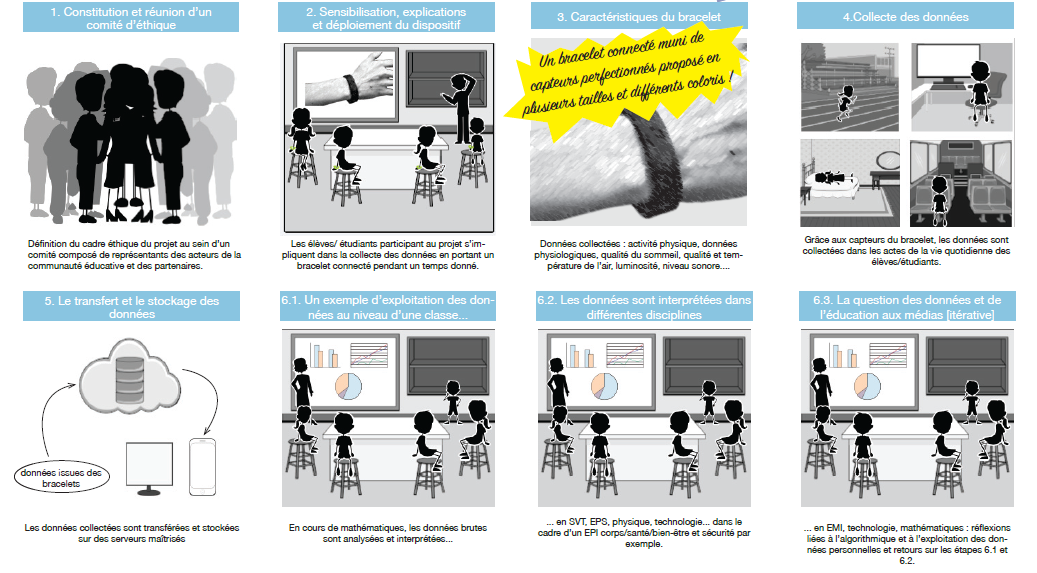 1. Constitution et réunion d'un
comité d'éthique
Définition du cadre éthique du projet au sein d'un
comité composé de représentants des acteurs de la
communauté éducative et des partenaires.
2. Sensibilisation, explications
et déploiement du dispositif
Les élèves/ étudiants participant au projet s'im-
pliquent dans la collecte des données en portant un
bracelet connecté pendant un temps donné.
3. Caractéristiques du bracelet
Un bracelet connecté muni de
capteurs perfectionnés proposé en
plusieurs tailles et différents coloris !
Données collectées : activité physique, données
physiologiques, qualité du sommeil, qualité et tem-
pérature de l'air, luminosité, niveau sonore....
4.Collecte des données
Grâce aux capteurs du bracelet, les données sont
collectées dans les actes de la vie quotidienne des
élèves/étudiants.
5. Le transfert et le stockage des
données
données issues des
bracelets
Les données collectées sont transférées et stockées
sur des serveurs maîtrisés
6.1. Un exemple d'exploitation des don-
nées au niveau d'une classe...
En cours de mathématiques, les données brutes
sont analysées et interprétées...
6.2. Les données sont interprétées dans
différentes disciplines
... en SVT, EPS, physique, technologie... dans le
cadre d'un EPI corps/santé/bien-être et sécurité par
exemple.
6.3. La question des données et de
l'éducation aux médias [itérative]
... en EMI, technologie, mathématiques : réflexions
liées à l'algorithmique et à l'exploitation des don-
nées personnelles et retours sur les étapes 6.1 et
6.2.